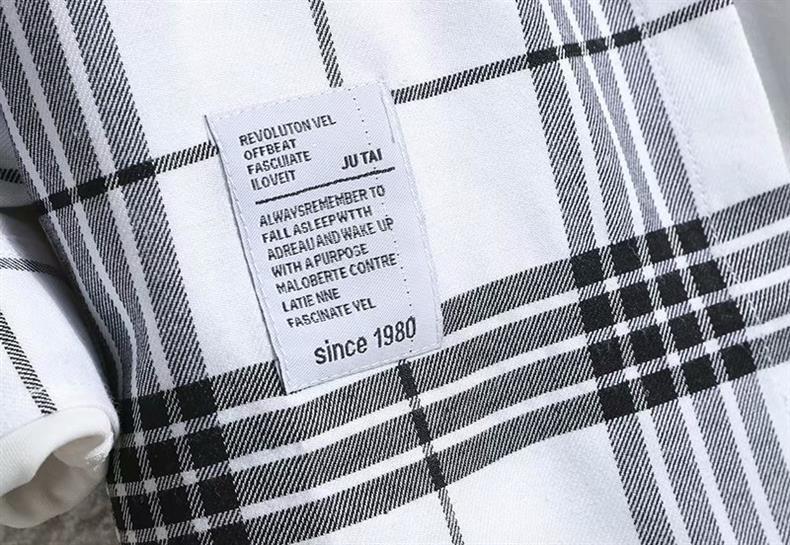 REVOLUTON VEL
OFFBEAT
FASCUIATE JU TAI
ILOVEIT
ALWAVSREMEMBER TO
FALL ASLEEPWTTH
ADREAU AND WAKE UP
WITH A PURPOSE
MALOBERTE CONTRE
LATIE NNE
FASCINATE VEL
since 1980